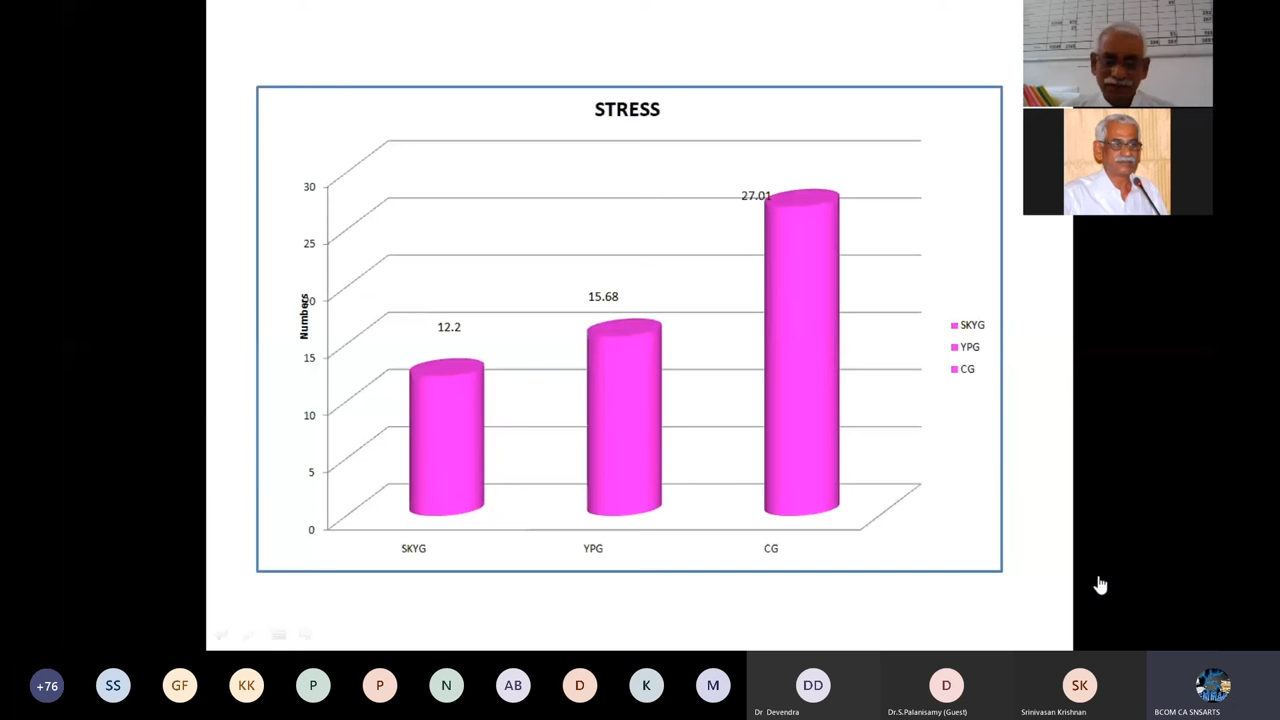 STRESS
30
25
20
15
10
5
0
Numbers
12.2
15.68
27.01
SKYG
YPG
CG
SKYG
YPG
CG
+76
SS
GF
KK
P
P
N
AB
D
K
M
DD
D
SK
Dr Devendra
Dr.S.Palanisamy (Guest)
Srinivasan Krishnan
BCOM CA SNSARTS